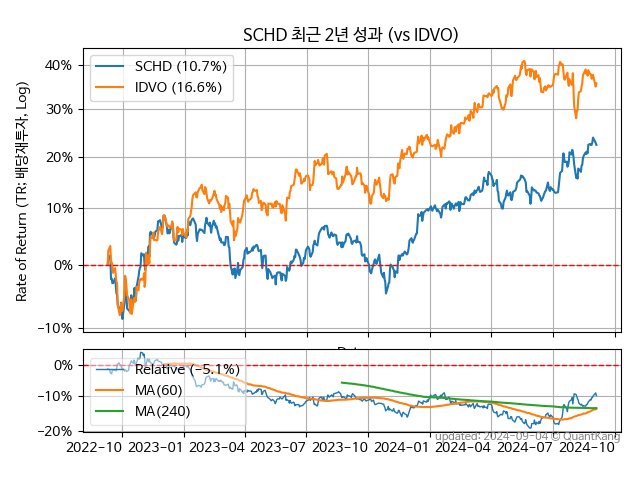 SCHD 최근 2년 성과 (vs IDVO)
Rate of Return (TR: 배당재투자, Log)
40%
30%
20%
10%
0%
−10%
SCHD (10.7%)
IDVO (16.6%)
0%
−10%
−20%
Relative (−5.1%)
MA(60)
MA(240)
updated: 2024-09-04 © QuantKang
2022−10 2023−01 2023−04 2023−07 2023−10 2024−01 2024−04 2024−07 2024−10